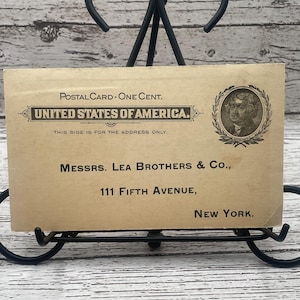 POSTAL CARD - ONE CENT.
UNITED STATES OF AMERICA.
THIS SIDE IS FOR THE ADDRESS ONLY
MESSRS. LEA BROTHERS & CO.,
111 FIFTH AVENUE,
NEW YORK.